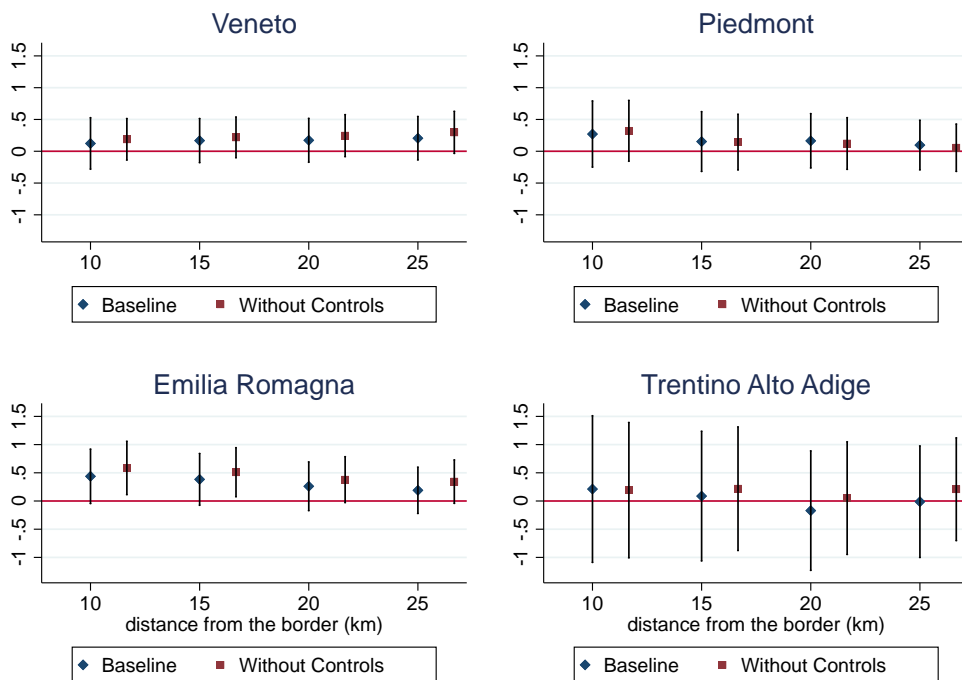 Veneto
1.5
1
.5
0
-.5
-1
10 15 20 25
Baseline Without Controls
Piedmont
1.5
1
.5
0
-.5
-1
10 15 20 25
Baseline Without Controls
Emilia Romagna
1.5
1
.5
0
-.5
-1
10 15 20 25
distance from the border (km)
Baseline Without Controls
Trentino Alto Adige
1.5
1
.5
0
-.5
-1
10 15 20 25
distance from the border (km)
Baseline Without Controls